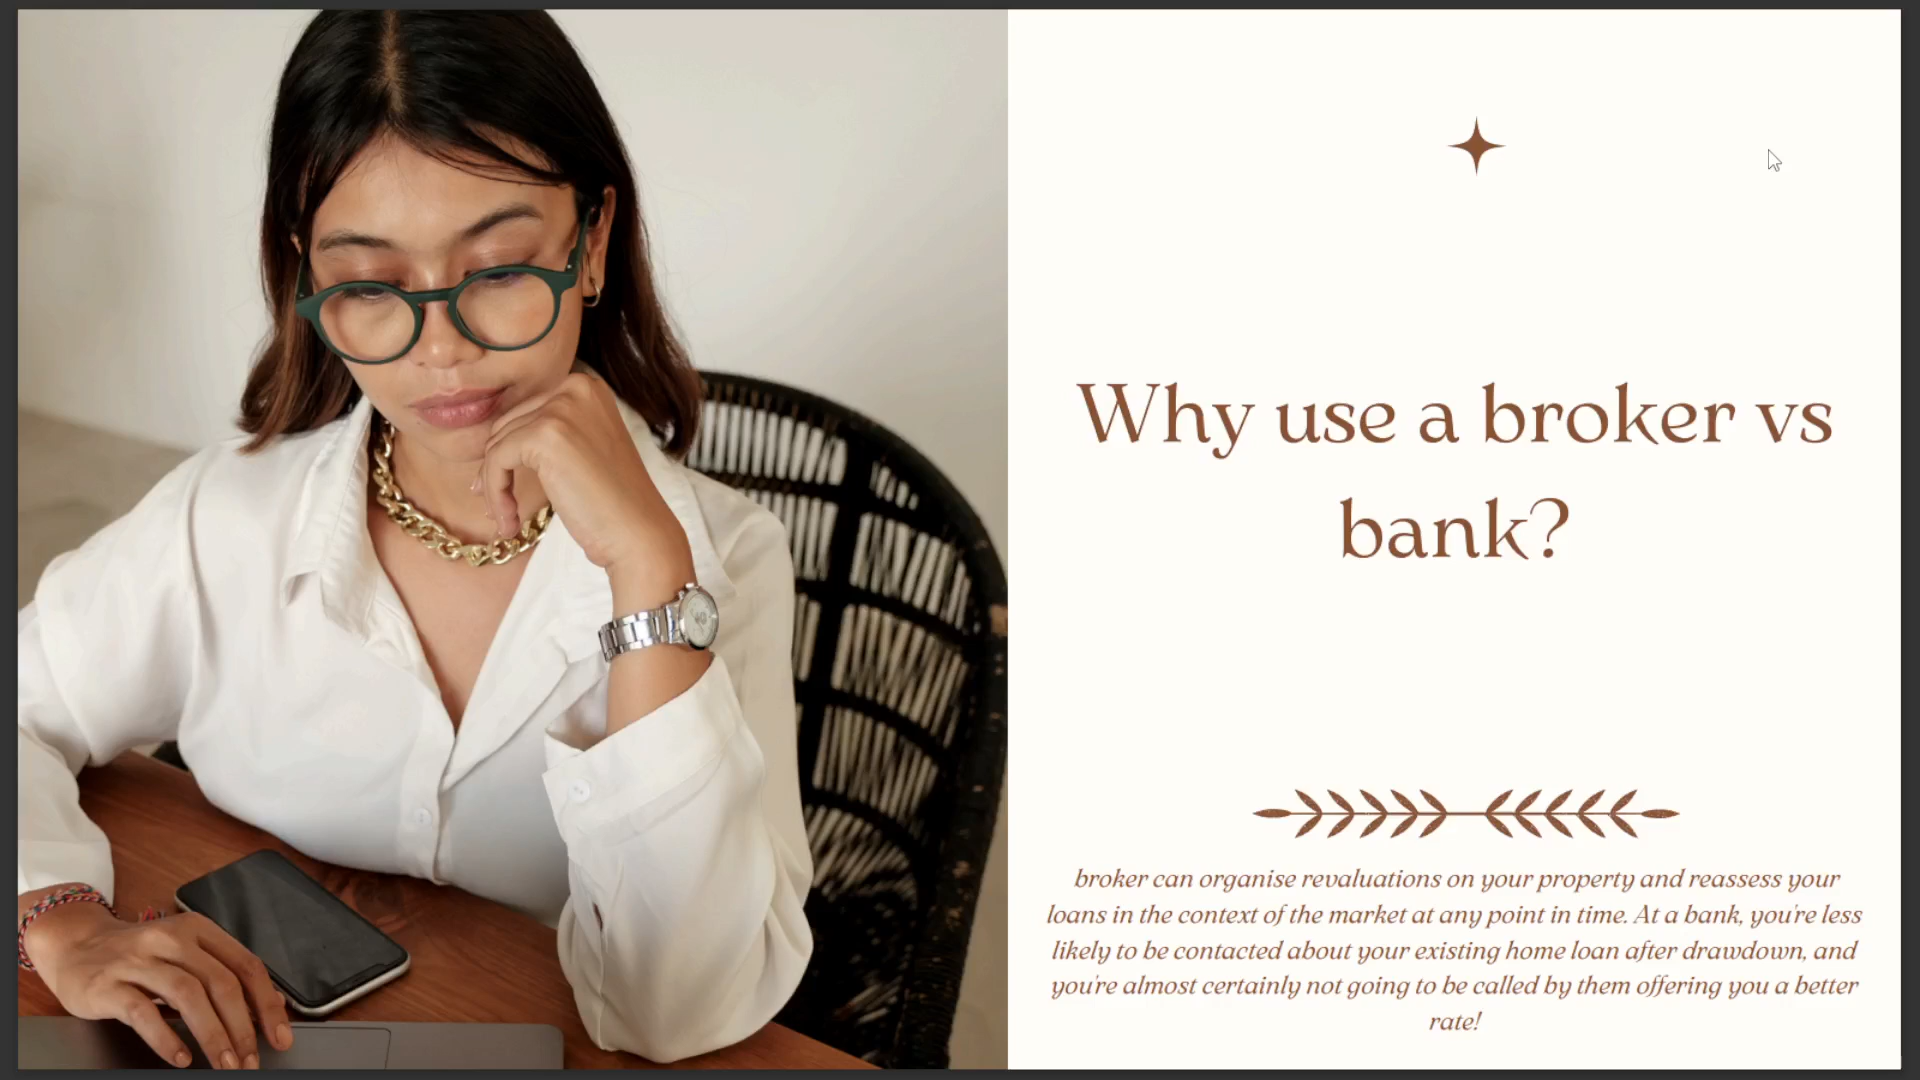 Why use a broker vs
bank?
broker can organise revaluations on your property and reassess your
loans in the context of the market at any point in time. At a bank, you're less
likely to be contacted about your existing home loan after drawdown, and
you're almost certainly not going to be called by them offering you a better
rate!